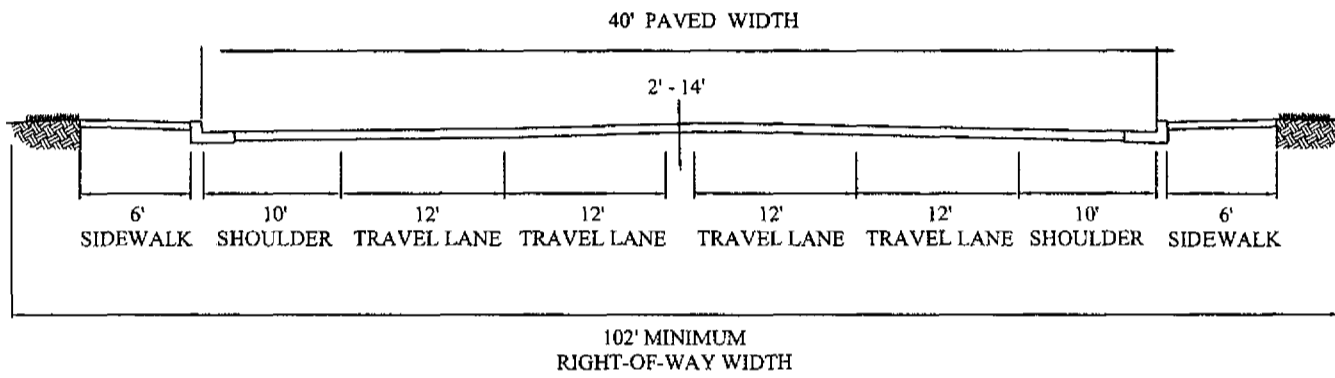 40' PAVED WIDTH
2' - 14'
6' 10' 12' 12' 12' 12' 10' 6'
SIDEWALK SHOULDER TRAVEL LANE TRAVEL LANE TRAVEL LANE TRAVEL LANE SHOULDER SIDEWALK
102' MINIMUM
RIGHT-OF-WAY WIDTH